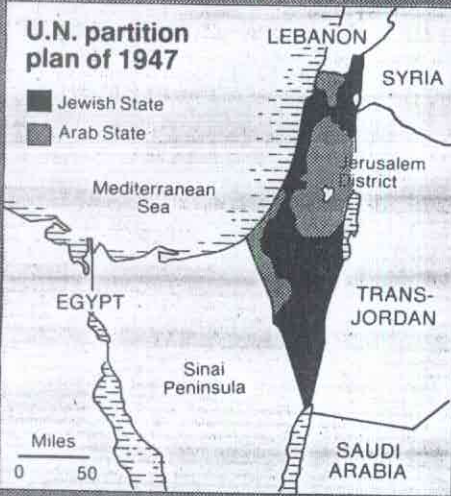 U.N. partition
plan of 1947
Jewish State
Arab State
LEBANON
SYRIA
Jerusalem
District
Mediterranean
Sea
EGYPT
TRANS-
JORDAN
Sinai
Peninsula
Miles
0 50
SAUDI
ARABIA